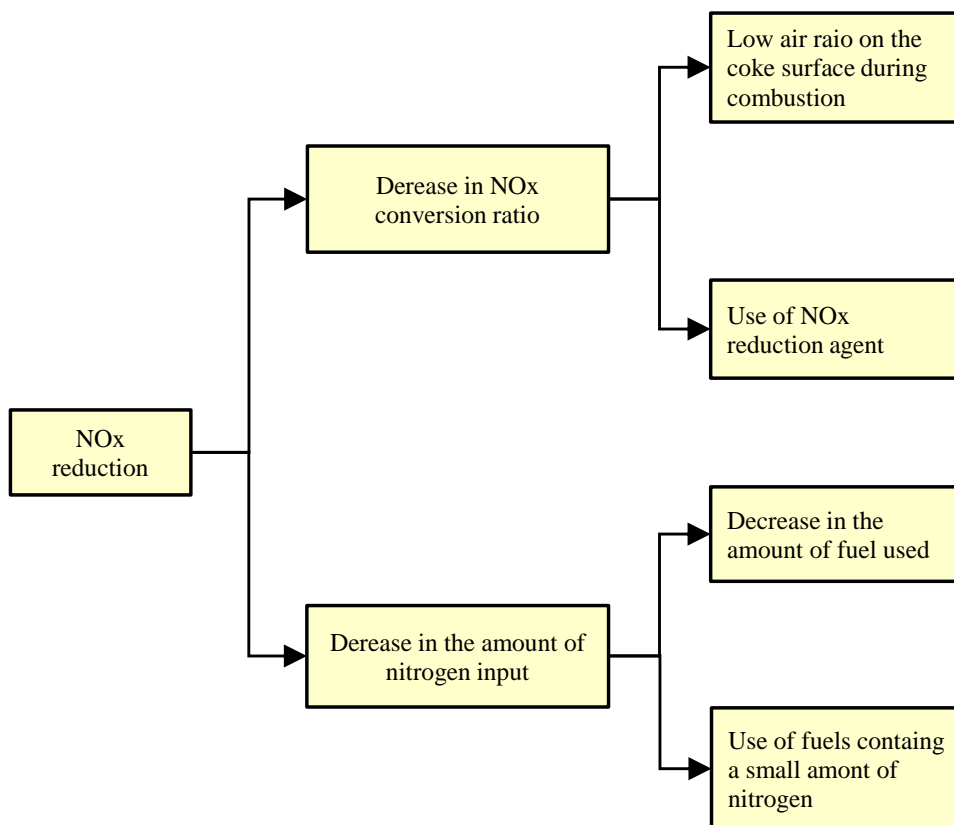 Low air raio on the
coke surface during
combustion
Derease in NOx
conversion ratio
Use of NOx
reduction agent
NOx
reduction
Decrease in the
amount of fuel used
Derease in the amount of
nitrogen input
Use of fuels containg
a small amont of
nitrogen